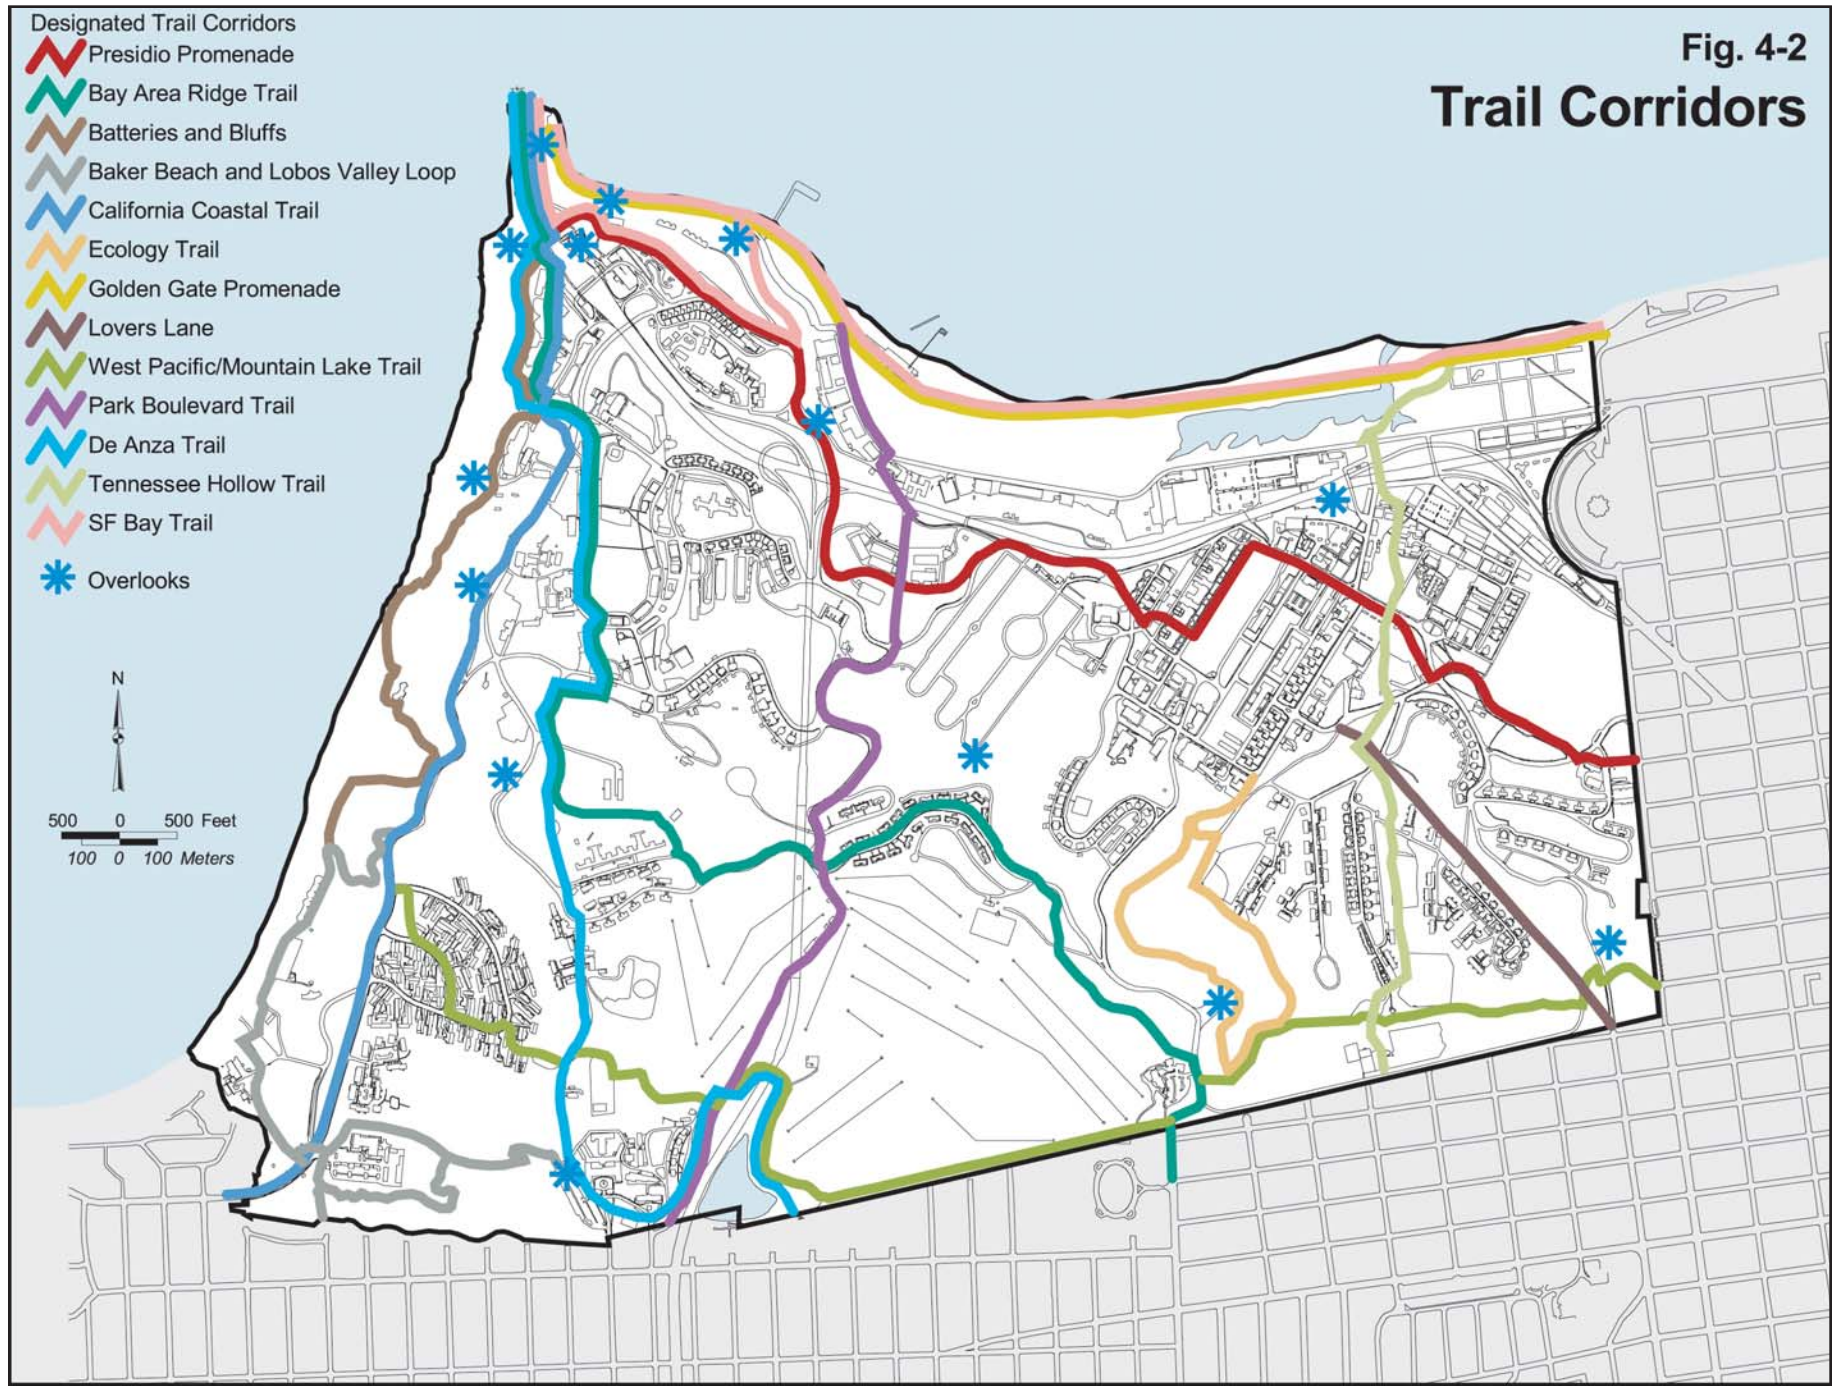 Designated Trail Corridors
Presidio Promenade
Bay Area Ridge Trail
Batteries and Bluffs
Baker Beach and Lobos Valley Loop
California Coastal Trail
Ecology Trail
Golden Gate Promenade
Lovers Lane
West Pacific/Mountain Lake Trail
Park Boulevard Trail
De Anza Trail
Tennessee Hollow Trail
SF Bay Trail
Overlooks
Fig. 4-2
Trail Corridors
N
500 0 500 Feet
100 0 100 Meters